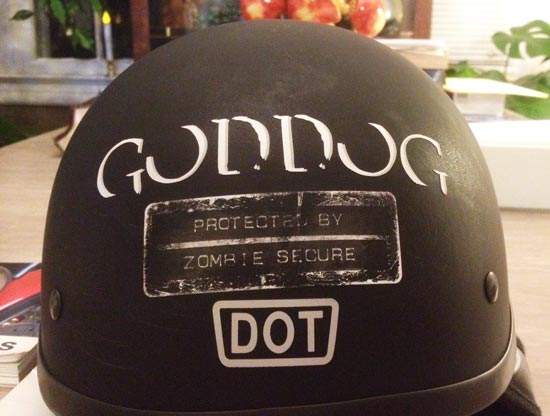 GODDOG
PROTECTED BY
ZOMBIE SECURE
DOT
S